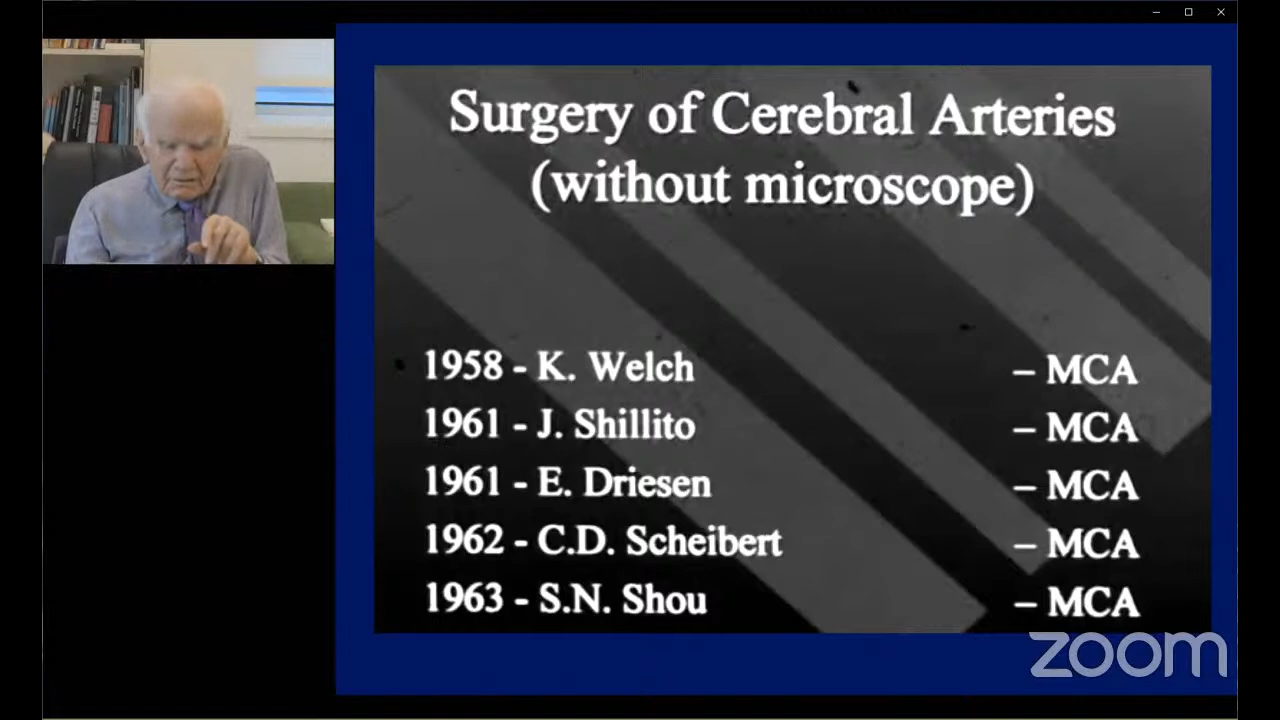 Surgery of Cerebral Arteries
(without microscope)
1958 - K. Welch – MCA
1961 - J. Shillito – MCA
1961 - E. Driesen – MCA
1962 - C.D. Scheibert – MCA
1963 - S.N. Shou – MCA
zoom